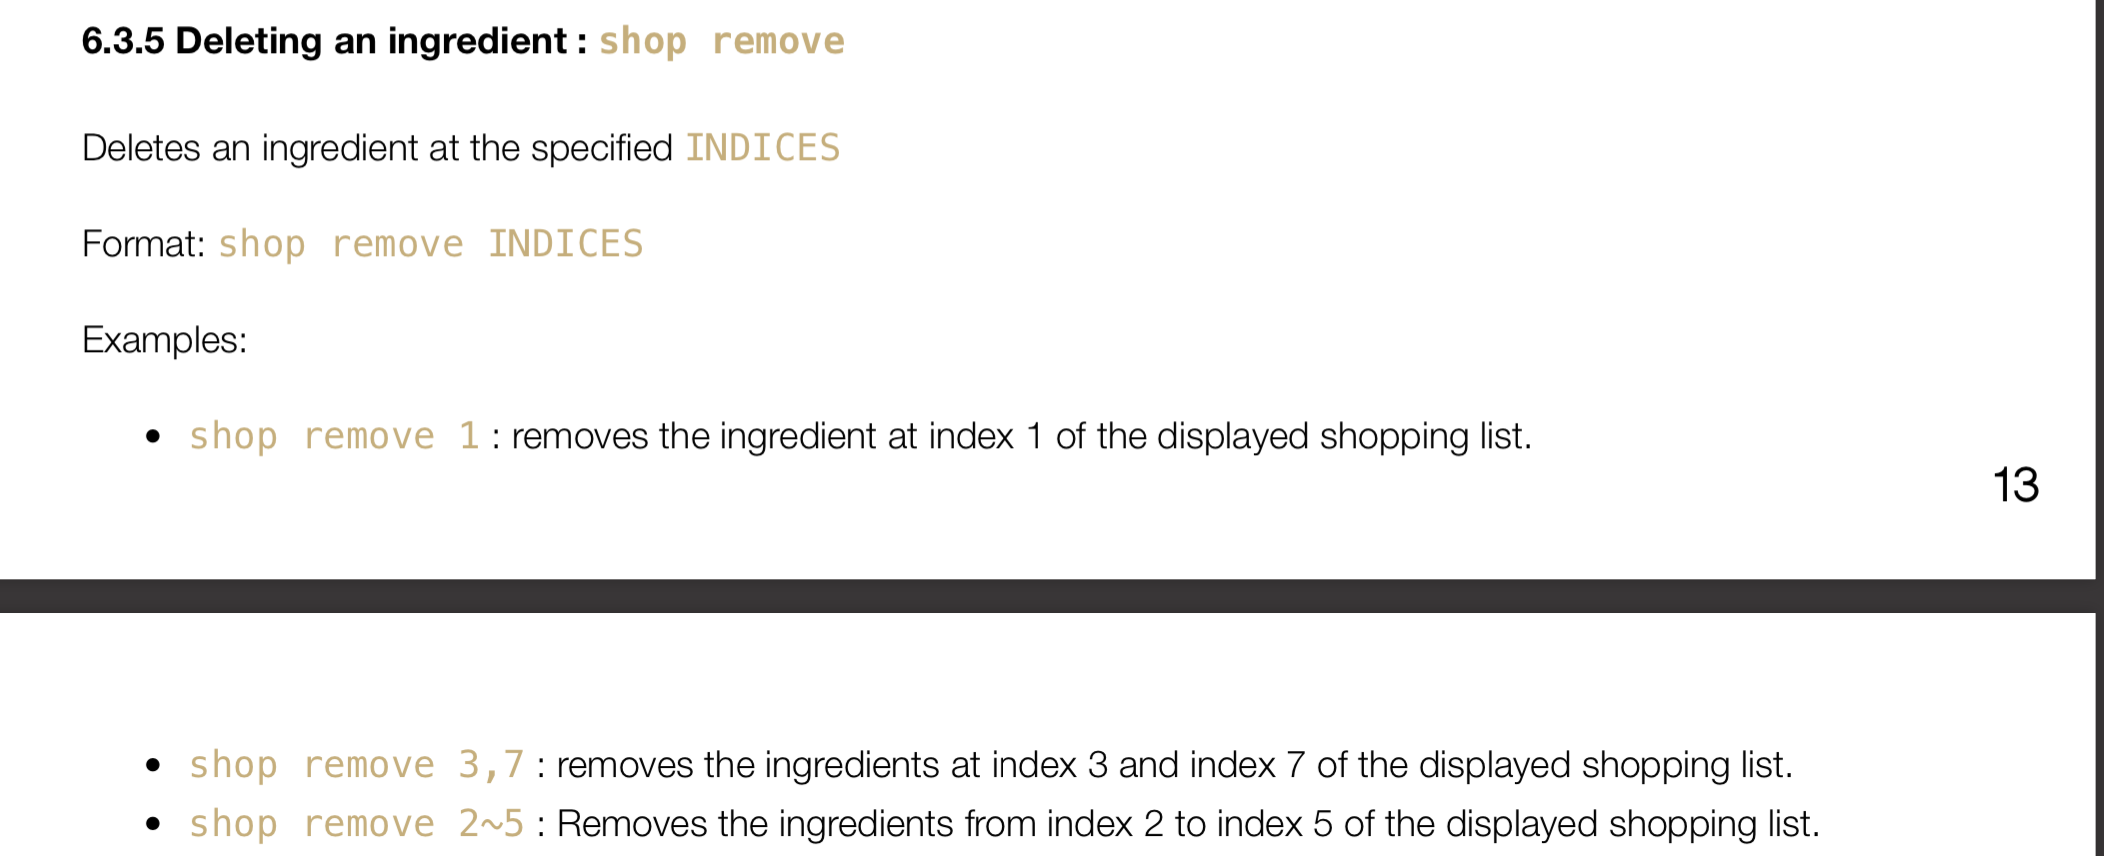 6.3.5 Deleting an ingredient : shop remove
Deletes an ingredient at the specified INDICES
Format: shop remove INDICES
Examples:
• shop remove 1 : removes the ingredient at index 1 of the displayed shopping list.
13
• shop remove 3,7 : removes the ingredients at index 3 and index 7 of the displayed shopping list.
• shop remove 2~5 : Removes the ingredients from index 2 to index 5 of the displayed shopping list.